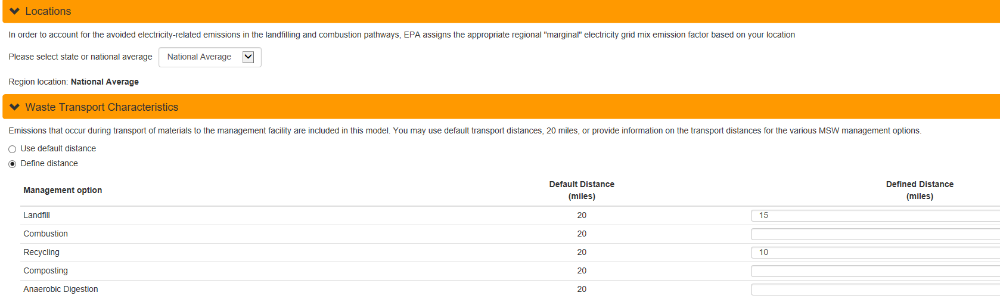 Locations
In order to account for the avoided electricity-related emissions in the landfilling and combustion pathways, EPA assigns the appropriate regional "marginal" electricity grid mix emission factor based on your location
Please select state or national average National Average
Region location: National Average
Waste Transport Characteristics
Emissions that occur during transport of materials to the management facility are included in this model. You may use default transport distances, 20 miles, or provide information on the transport distances for the various MSW management options.
Use default distance
Define distance
Management option Default Distance (miles) Defined Distance (miles)
Landfill 20 15
Combustion 20
Recycling 20 10
Composting 20
Anaerobic Digestion 20